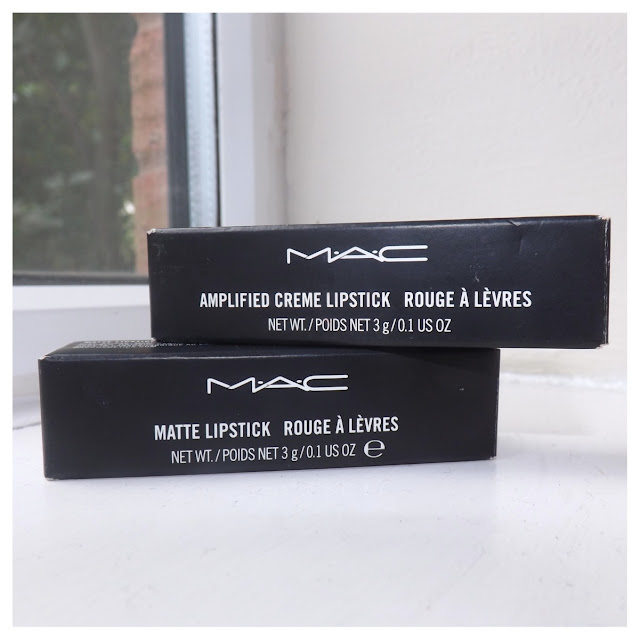 M·A·C
AMPLIFIED CREME LIPSTICK ROUGE À LÈVRES
NET WT./POIDS NET 3 g/0.1 US OZ
M·A·C
MATTE LIPSTICK ROUGE À LÈVRES
NET WT./POIDS NET 3 g/0.1 US OZ ℮